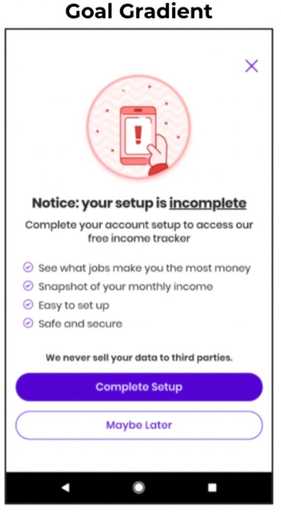 Goal Gradient
Notice: your setup is incomplete
Complete your account setup to access our
free income tracker
See what jobs make you the most money
Snapshot of your monthly income
Easy to set up
Safe and secure
We never sell your data to third parties.
Complete Setup
Maybe Later